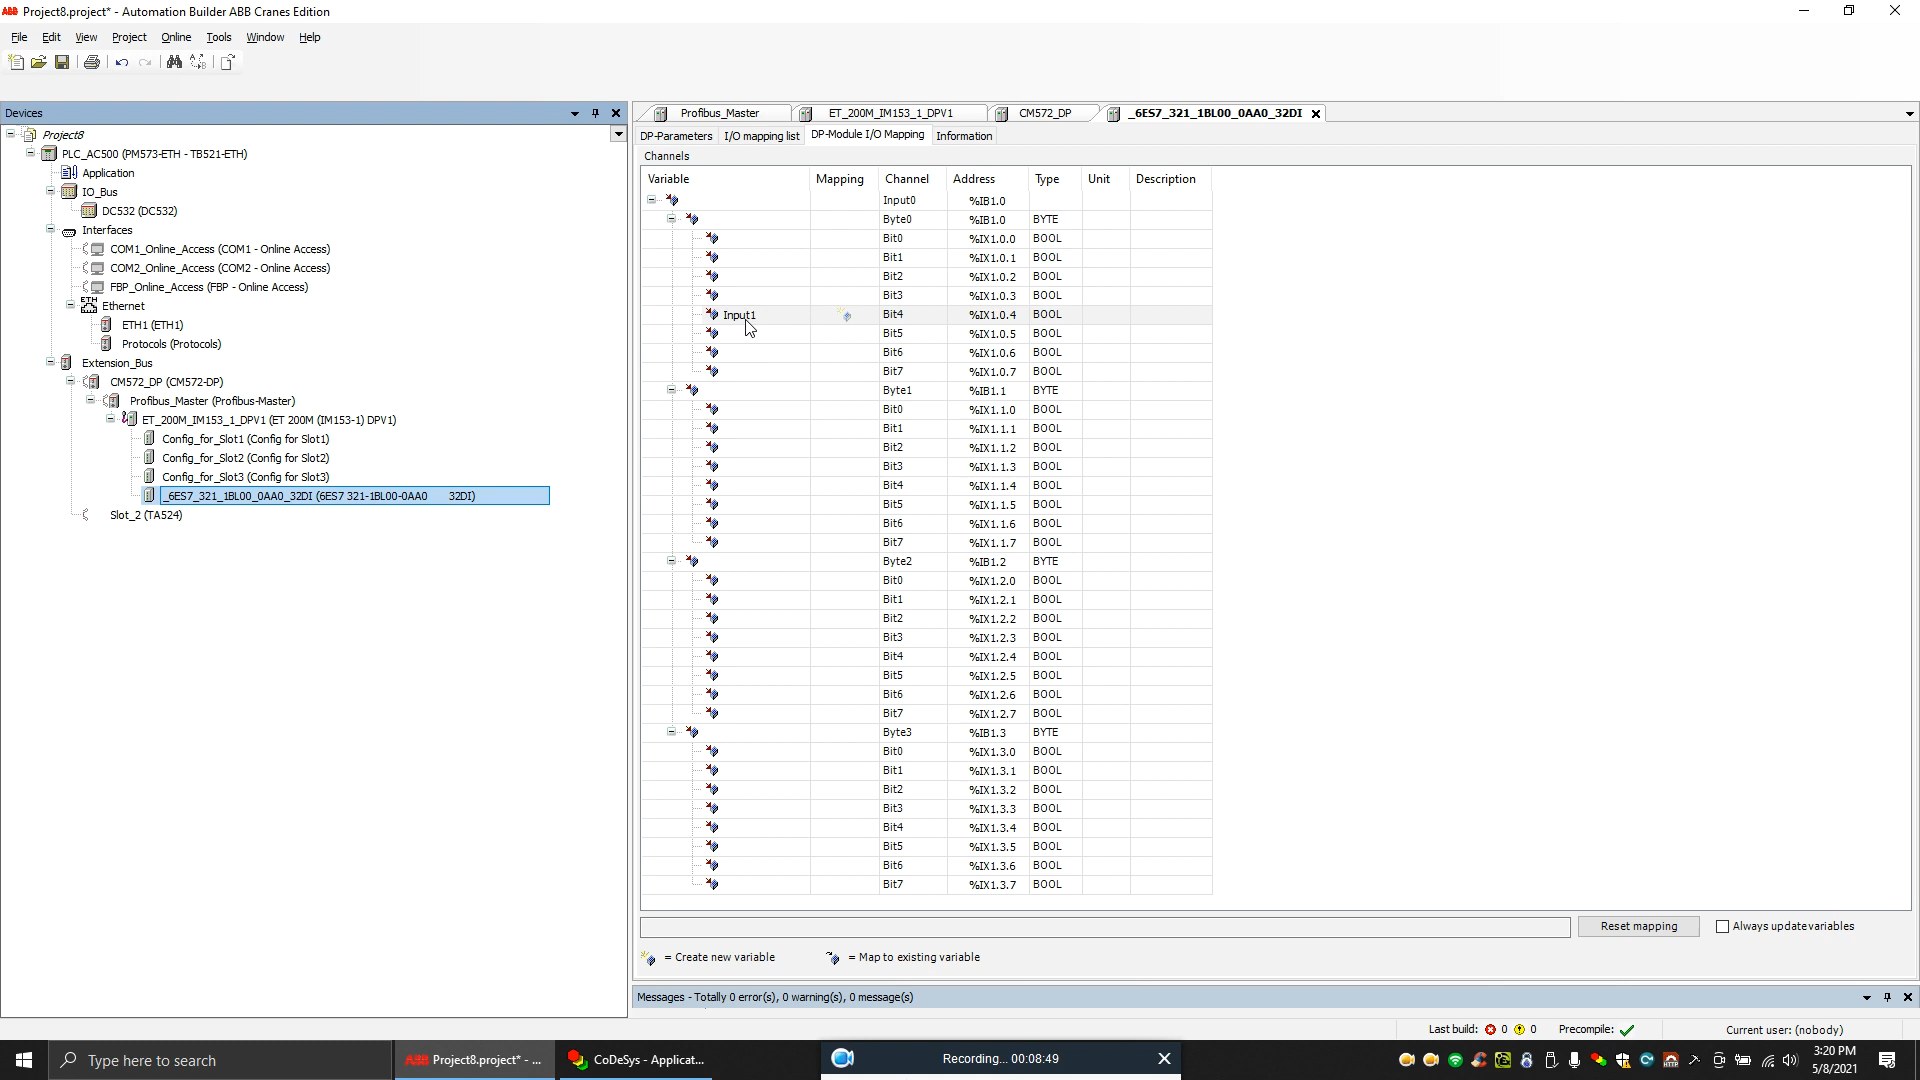 ABB Project8.project* - Automation Builder ABB Cranes Edition
File Edit View Project Online Tools Window Help
Devices
Project8
PLC_AC500 (PM573-ETH - TB521-ETH)
Application
IO_Bus
DC532 (DC532)
Interfaces
COM1_Online_Access (COM1 - Online Access)
COM2_Online_Access (COM2 - Online Access)
FBP_Online_Access (FBP - Online Access)
ETH Ethernet
ETH1 (ETH1)
Protocols (Protocols)
Extension_Bus
CM572_DP (CM572-DP)
Profibus_Master (Profibus-Master)
ET_200M_IM153_1_DPV1 (ET 200M (IM153-1) DPV1)
Config_for_Slot1 (Config for Slot1)
Config_for_Slot2 (Config for Slot2)
Config_for_Slot3 (Config for Slot3)
_6ES7_321_1BL00_0AA0_32DI (6ES7 321-1BL00-0AA0 32DI)
Slot_2 (TA524)
Profibus_Master ET_200M_IM153_1_DPV1 CM572_DP _6ES7_321_1BL00_0AA0_32DI
DP-Parameters I/O mapping list DP-Module I/O Mapping Information
Channels
Variable Mapping Channel Address Type Unit Description
Input0 %IB1.0
Byte0 %IB1.0 BYTE
Bit0 %IX1.0.0 BOOL
Bit1 %IX1.0.1 BOOL
Bit2 %IX1.0.2 BOOL
Bit3 %IX1.0.3 BOOL
Input1 Bit4 %IX1.0.4 BOOL
Bit5 %IX1.0.5 BOOL
Bit6 %IX1.0.6 BOOL
Bit7 %IX1.0.7 BOOL
Byte1 %IB1.1 BYTE
Bit0 %IX1.1.0 BOOL
Bit1 %IX1.1.1 BOOL
Bit2 %IX1.1.2 BOOL
Bit3 %IX1.1.3 BOOL
Bit4 %IX1.1.4 BOOL
Bit5 %IX1.1.5 BOOL
Bit6 %IX1.1.6 BOOL
Bit7 %IX1.1.7 BOOL
Byte2 %IB1.2 BYTE
Bit0 %IX1.2.0 BOOL
Bit1 %IX1.2.1 BOOL
Bit2 %IX1.2.2 BOOL
Bit3 %IX1.2.3 BOOL
Bit4 %IX1.2.4 BOOL
Bit5 %IX1.2.5 BOOL
Bit6 %IX1.2.6 BOOL
Bit7 %IX1.2.7 BOOL
Byte3 %IB1.3 BYTE
Bit0 %IX1.3.0 BOOL
Bit1 %IX1.3.1 BOOL
Bit2 %IX1.3.2 BOOL
Bit3 %IX1.3.3 BOOL
Bit4 %IX1.3.4 BOOL
Bit5 %IX1.3.5 BOOL
Bit6 %IX1.3.6 BOOL
Bit7 %IX1.3.7 BOOL
Reset mapping Always update variables
= Create new variable = Map to existing variable
Messages - Totally 0 error(s), 0 warning(s), 0 message(s)
Last build: 0 0 Precompile: Current user: (nobody)
Type here to search
ABB Project8.project* - ...
CoDeSys - Applicat...
Recording... 00:08:49
HTTP
3:20 PM
5/8/2021